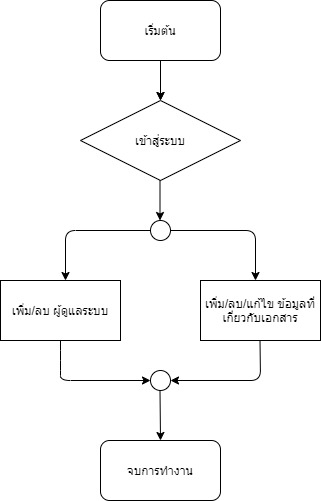 เริ่มต้น
เข้าสู่ระบบ
เพิ่ม/ลบ ผู้ดูแลระบบ
เพิ่ม/ลบ/แก้ไข ข้อมูลที่
เกี่ยวกับเอกสาร
จบการทำงาน